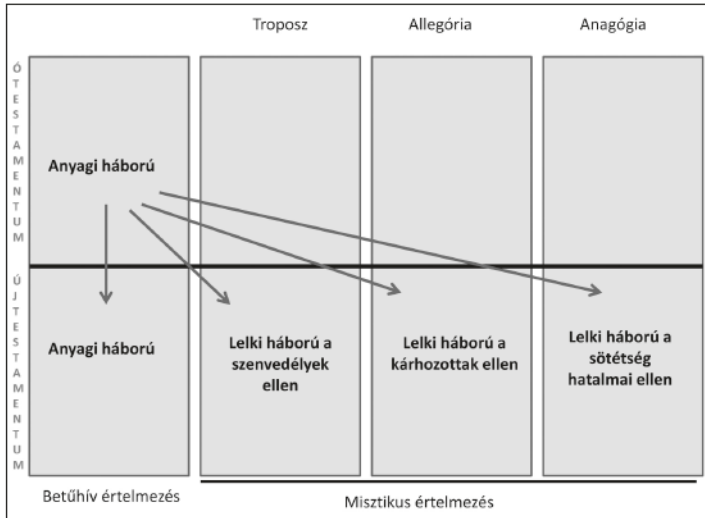 Troposz
Allegória
Anagógia
ÓTESTAMENTUM
Anyagi háború
ÚJTESTAMENTUM
Anyagi háború
Lelki háború a
szenvedélyek
ellen
Lelki háború a
kárhozottak ellen
Lelki háború a
sötétség
hatalmai ellen
Betűhív értelmezés
Misztikus értelmezés